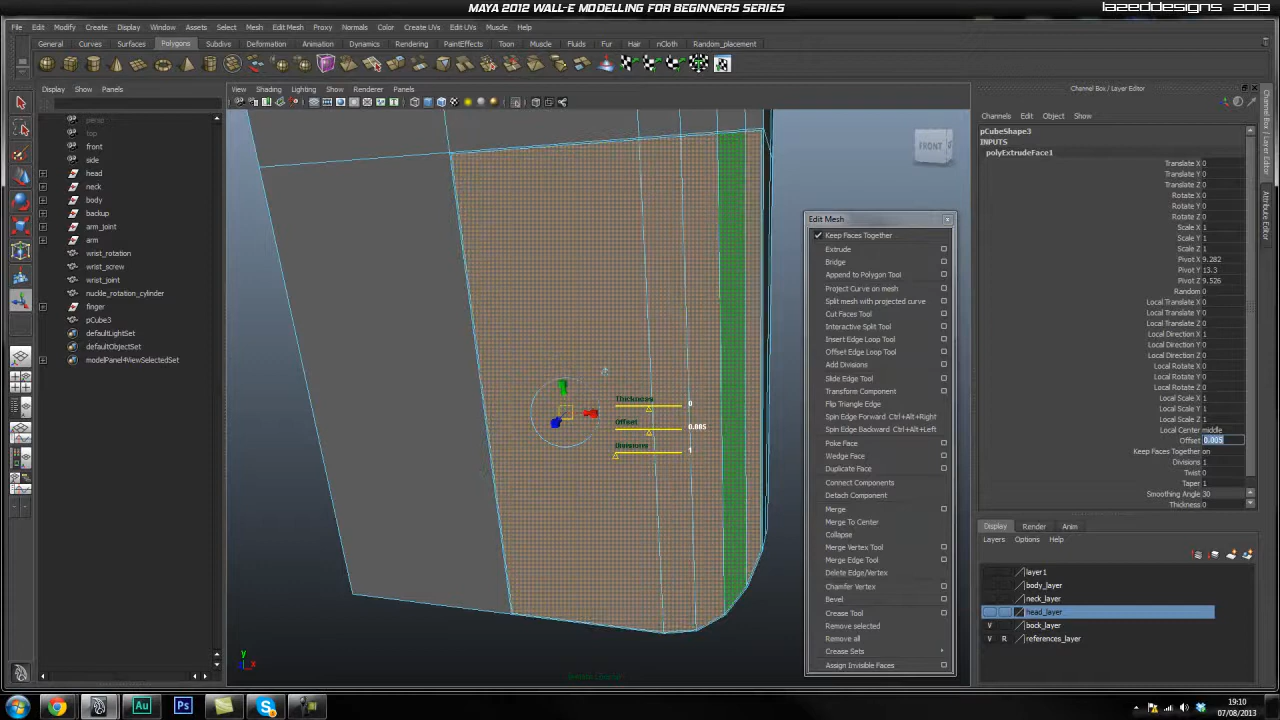 MAYA 2012 WALL-E MODELLING FOR BEGINNERS SERIES
LAZEDDESIGNS 2013
File Edit Modify Create Display Window Assets Select Mesh Edit Mesh Proxy Normals Color Create UVs Edit UVs Muscle Help
General Curves Surfaces Polygons Subdivs Deformation Animation Dynamics Rendering PaintEffects Toon Muscle Fluids Fur Hair nCloth Random_placement
Display Show Panels
View Shading Lighting Show Renderer Panels
persp
top
front
side
head
neck
body
backup
arm_joint
arm
wrist_rotation
wrist_screw
wrist_joint
nuckle_rotation_cylinder
finger
pCube3
defaultLightSet
defaultObjectSet
modelPanel4ViewSelectedSet
FRONT
Thickness 0
Offset 0.005
Divisions 1
y
x
Edit Mesh
Keep Faces Together
Extrude
Bridge
Append to Polygon Tool
Project Curve on mesh
Split mesh with projected curve
Cut Faces Tool
Interactive Split Tool
Insert Edge Loop Tool
Offset Edge Loop Tool
Add Divisions
Slide Edge Tool
Transform Component
Flip Triangle Edge
Spin Edge Forward Ctrl+Alt+Right
Spin Edge Backward Ctrl+Alt+Left
Poke Face
Wedge Face
Duplicate Face
Connect Components
Detach Component
Merge
Merge To Center
Collapse
Merge Vertex Tool
Merge Edge Tool
Delete Edge/Vertex
Chamfer Vertex
Bevel
Crease Tool
Remove selected
Remove all
Crease Sets
Assign Invisible Faces
Channel Box / Layer Editor
Channels Edit Object Show
pCubeShape3
INPUTS
polyExtrudeFace1
Translate X 0
Translate Y 0
Translate Z 0
Rotate X 0
Rotate Y 0
Rotate Z 0
Scale X 1
Scale Y 1
Scale Z 1
Pivot X 9.282
Pivot Y 13.3
Pivot Z 9.526
Random 0
Local Translate X 0
Local Translate Y 0
Local Translate Z 0
Local Direction X 1
Local Direction Y 0
Local Direction Z 0
Local Rotate X 0
Local Rotate Y 0
Local Rotate Z 0
Local Scale X 1
Local Scale Y 1
Local Scale Z 1
Local Center middle
Offset 0.005
Keep Faces Together on
Divisions 1
Twist 0
Taper 1
Smoothing Angle 30
Thickness 0
Display Render Anim
Layers Options Help
layer1
body_layer
neck_layer
head_layer
V bock_layer
V R references_layer
Channel Box / Layer Editor
Attribute Editor
Au
Ps
19:10
07/08/2013